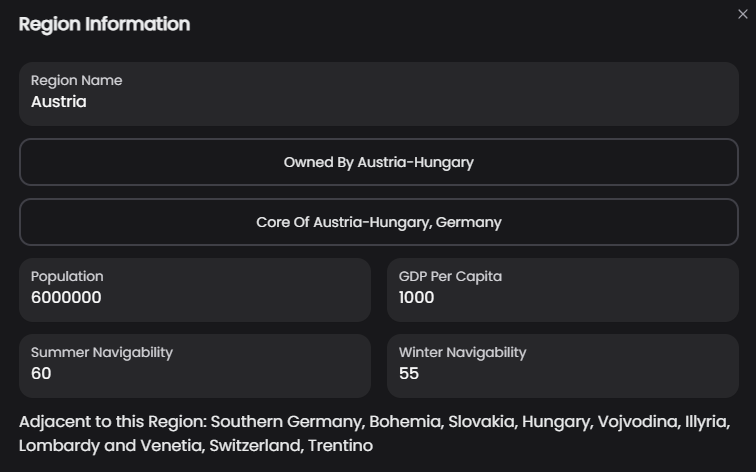 Region Information
Region Name
Austria
Owned By Austria-Hungary
Core Of Austria-Hungary, Germany
Population
6000000
GDP Per Capita
1000
Summer Navigability
60
Winter Navigability
55
Adjacent to this Region: Southern Germany, Bohemia, Slovakia, Hungary, Vojvodina, Illyria,
Lombardy and Venetia, Switzerland, Trentino